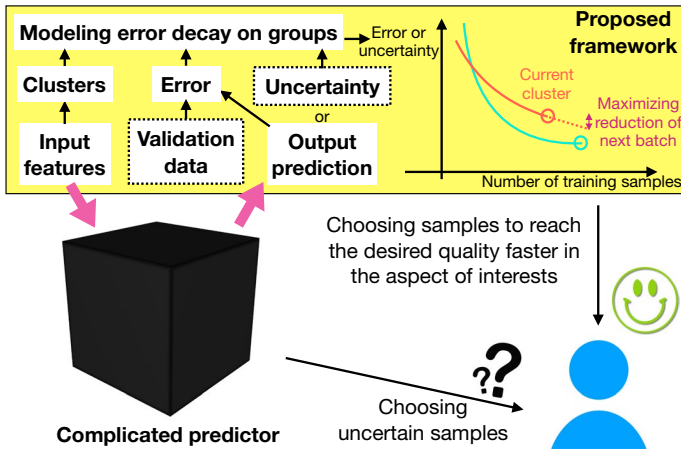 Modeling error decay on groups
Error or
uncertainty
Proposed
framework
Clusters
Error
Uncertainty
or
Input
features
Validation
data
Output
prediction
Current
cluster
Maximizing
reduction of
next batch
Number of training samples
Choosing samples to reach
the desired quality faster in
the aspect of interests
??
Choosing
uncertain samples
Complicated predictor